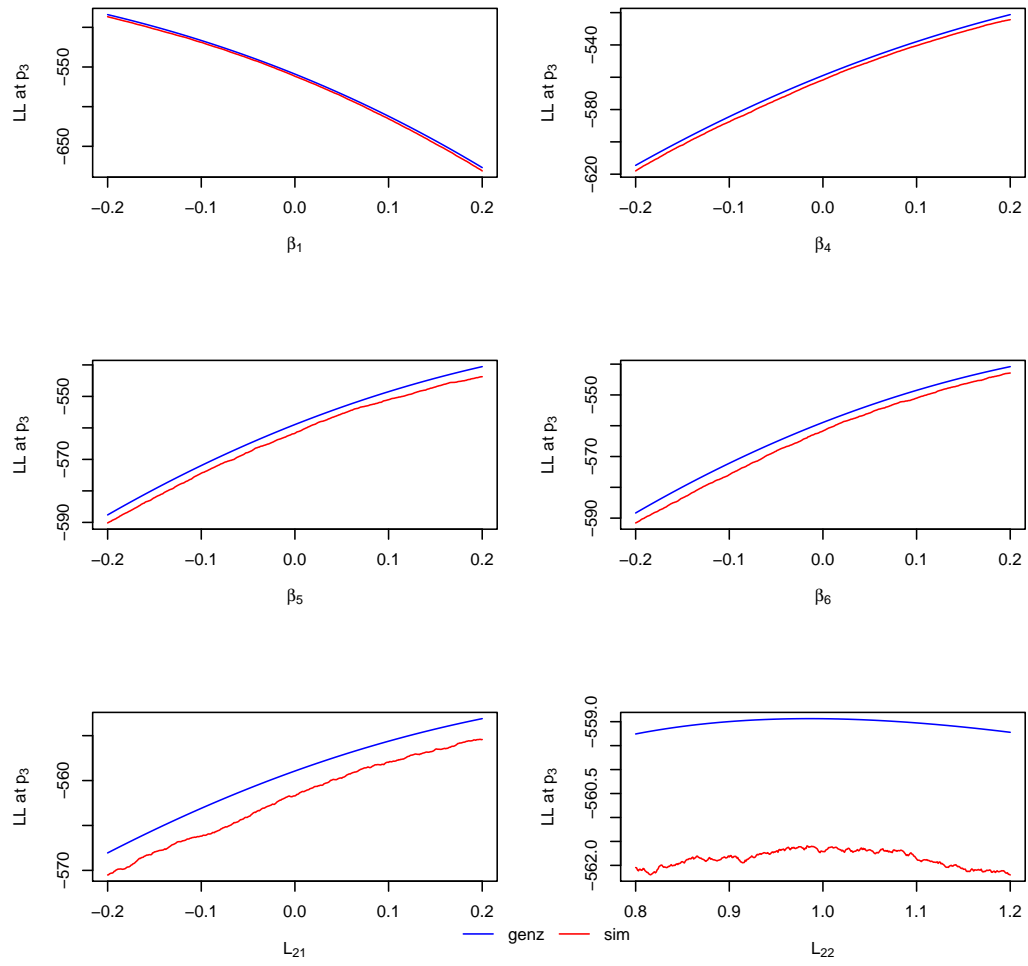 LL at p₃
−550
−650
−0.2 −0.1 0.0 0.1 0.2
β₁
LL at p₃
−540
−580
−620
−0.2 −0.1 0.0 0.1 0.2
β₄
LL at p₃
−550
−570
−590
−0.2 −0.1 0.0 0.1 0.2
β₅
LL at p₃
−550
−570
−590
−0.2 −0.1 0.0 0.1 0.2
β₆
LL at p₃
−560
−570
−0.2 −0.1 0.0 0.1 0.2
L₂₁
LL at p₃
−559.0
−560.5
−562.0
0.8 0.9 1.0 1.1 1.2
L₂₂
genz sim